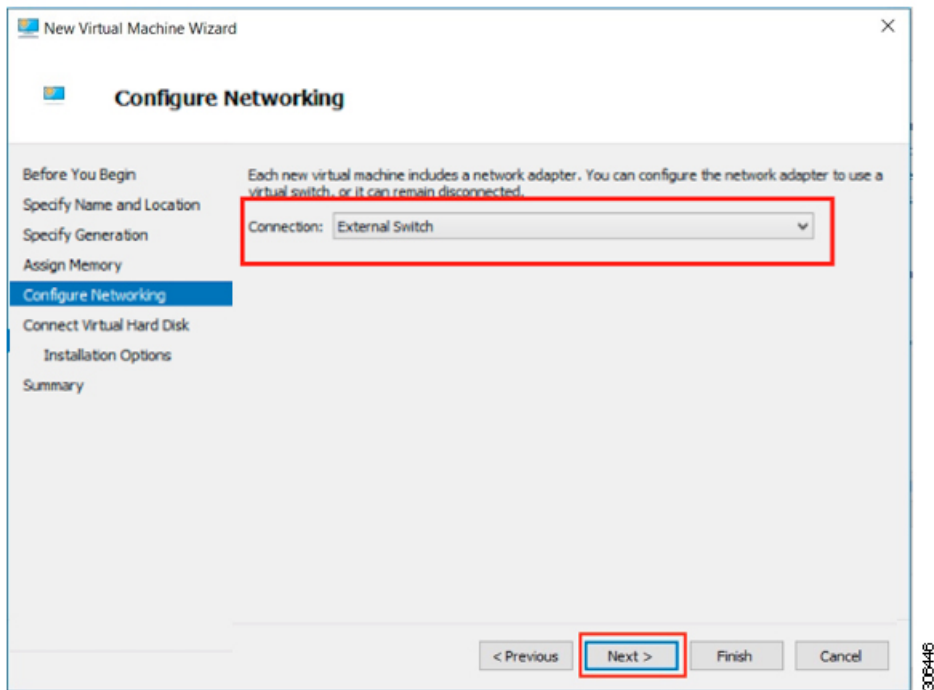 New Virtual Machine Wizard
Configure Networking
Before You Begin
Specify Name and Location
Specify Generation
Assign Memory
Configure Networking
Connect Virtual Hard Disk
Installation Options
Summary
Each new virtual machine includes a network adapter. You can configure the network adapter to use a
virtual switch, or it can remain disconnected.
Connection: External Switch
< Previous
Next >
Finish
Cancel
306446